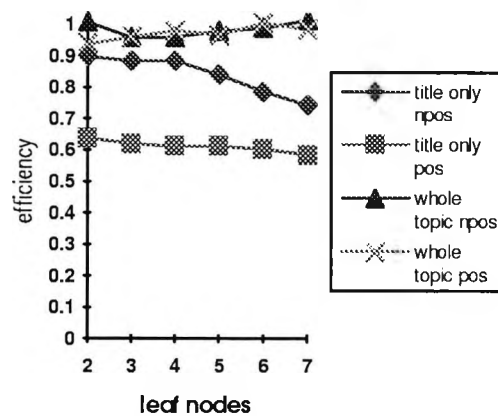 1
0.9
0.8
0.7
0.6
0.5
0.4
0.3
0.2
0.1
0
efficiency
2 3 4 5 6 7
leaf nodes
title only
npos
title only
pos
whole
topic npos
whole
topic pos